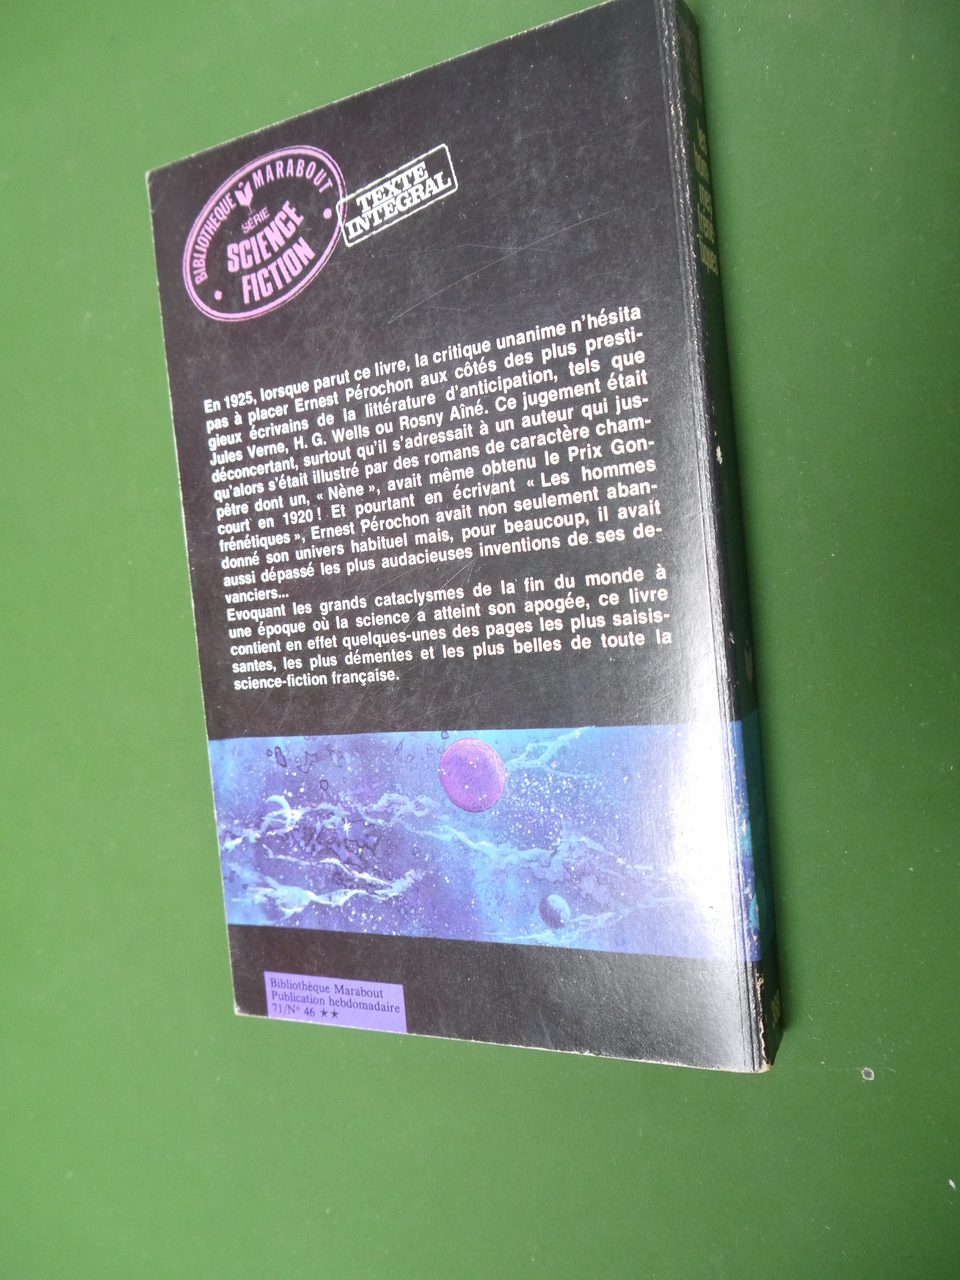 BIBLIOTHEQUE MARABOUT
SÉRIE
SCIENCE
FICTION
TEXTE
INTEGRAL
En 1925, lorsque parut ce livre, la critique unanime n'hésita
pas à placer Ernest Pérochon aux côtés des plus presti-
gieux écrivains de la littérature d'anticipation, tels que
Jules Verne, H. G. Wells ou Rosny Aîné. Ce jugement était
déconcertant, surtout qu'il s'adressait à un auteur qui jus-
qu'alors s'était illustré par des romans de caractère cham-
pêtre dont un, « Nène », avait même obtenu le Prix Gon-
court en 1920 ! Et pourtant en écrivant « Les hommes
frénétiques », Ernest Pérochon avait non seulement aban-
donné son univers habituel mais, pour beaucoup, il avait
aussi dépassé les plus audacieuses inventions de ses de-
vanciers...
Evoquant les grands cataclysmes de la fin du monde à
une époque où la science a atteint son apogée, ce livre
contient en effet quelques-unes des pages les plus saisis-
santes, les plus démentes et les plus belles de toute la
science-fiction française.
Bibliothèque Marabout
Publication hebdomadaire
71/N° 46 ★★
les
hom
mes
fréné
tiques